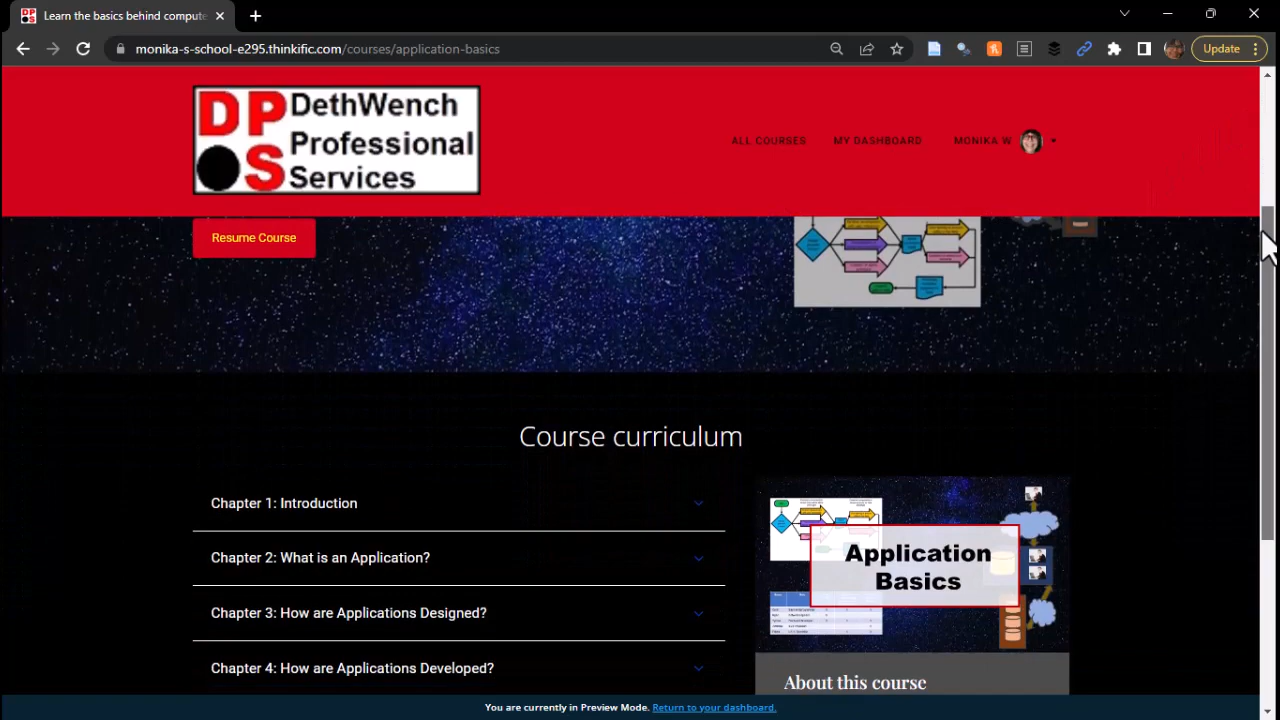 Learn the basics behind compute
monika-s-school-e295.thinkific.com/courses/application-basics
Update
DPS
DethWench
Professional
Services
ALL COURSES
MY DASHBOARD
MONIKA W
Resume Course
Course curriculum
Chapter 1: Introduction
Chapter 2: What is an Application?
Chapter 3: How are Applications Designed?
Chapter 4: How are Applications Developed?
Application
Basics
About this course
You are currently in Preview Mode. Return to your dashboard.